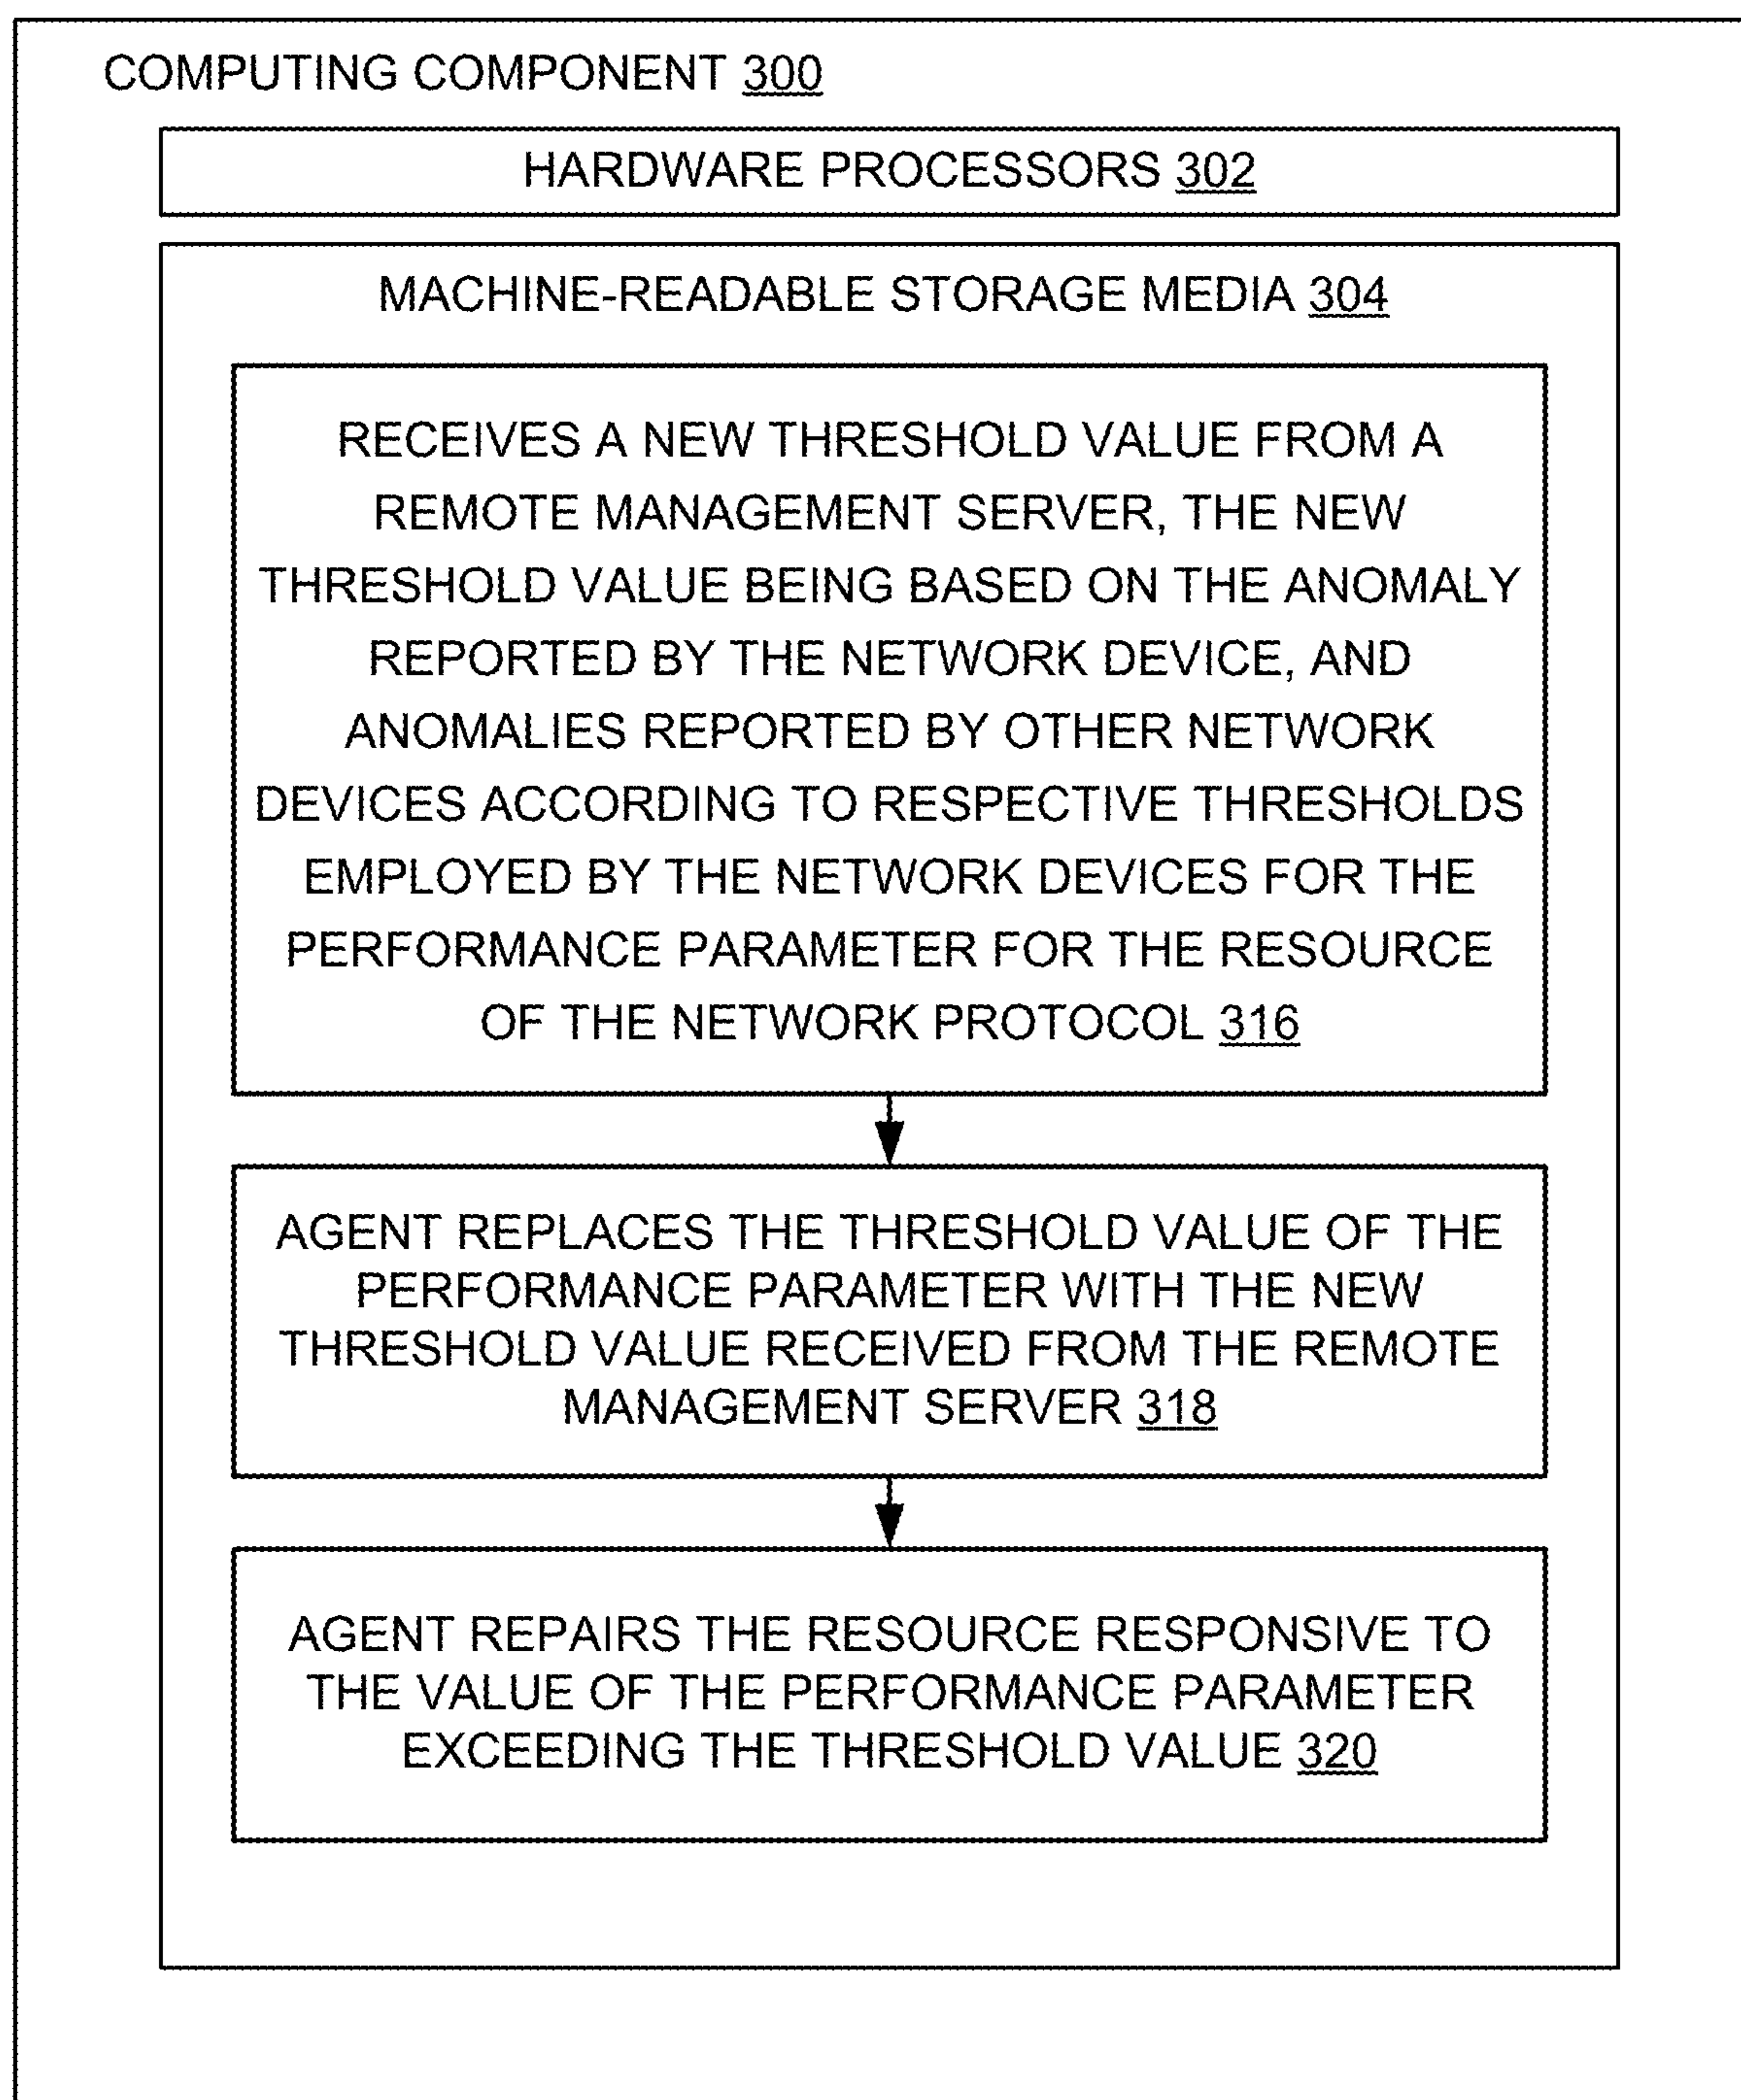 COMPUTING COMPONENT 300
HARDWARE PROCESSORS 302
MACHINE-READABLE STORAGE MEDIA 304
RECEIVES A NEW THRESHOLD VALUE FROM A
REMOTE MANAGEMENT SERVER, THE NEW
THRESHOLD VALUE BEING BASED ON THE ANOMALY
REPORTED BY THE NETWORK DEVICE, AND
ANOMALIES REPORTED BY OTHER NETWORK
DEVICES ACCORDING TO RESPECTIVE THRESHOLDS
EMPLOYED BY THE NETWORK DEVICES FOR THE
PERFORMANCE PARAMETER FOR THE RESOURCE
OF THE NETWORK PROTOCOL 316
AGENT REPLACES THE THRESHOLD VALUE OF THE
PERFORMANCE PARAMETER WITH THE NEW
THRESHOLD VALUE RECEIVED FROM THE REMOTE
MANAGEMENT SERVER 318
AGENT REPAIRS THE RESOURCE RESPONSIVE TO
THE VALUE OF THE PERFORMANCE PARAMETER
EXCEEDING THE THRESHOLD VALUE 320